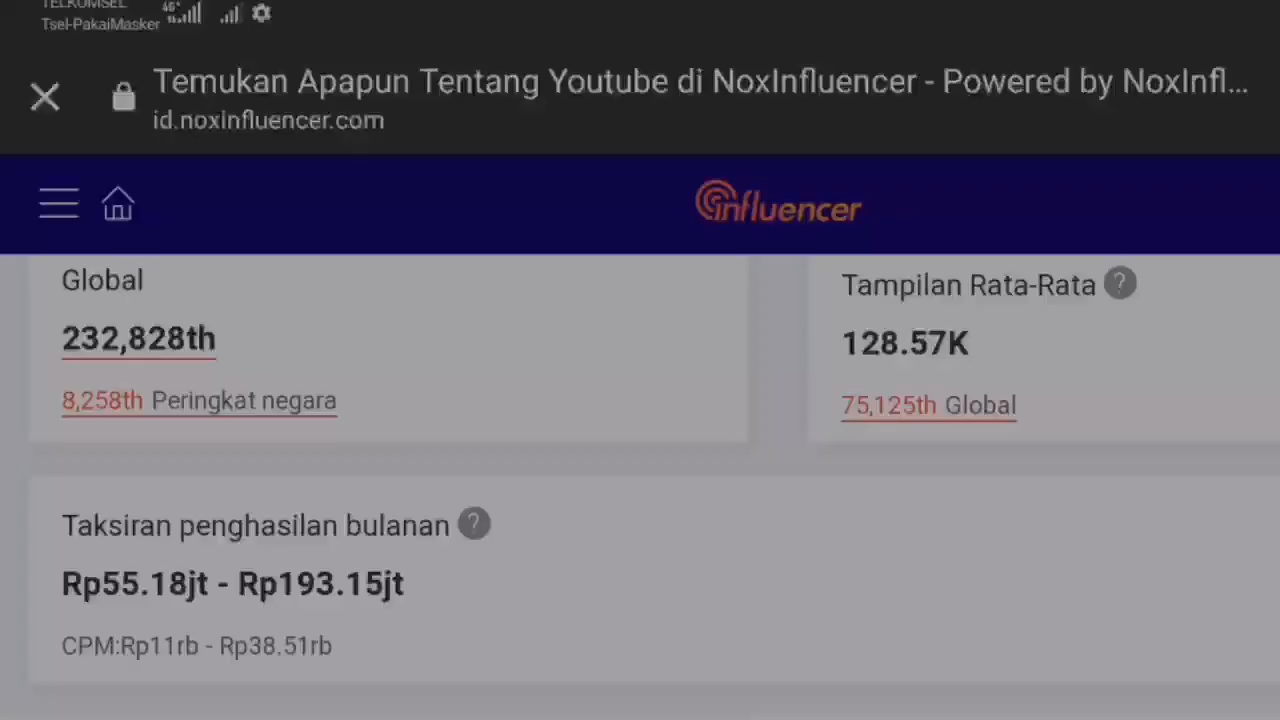 TELKOMSEL
Tsel-PakaiMasker
4G
Temukan Apapun Tentang Youtube di NoxInfluencer - Powered by NoxInfl...
id.noxinfluencer.com
influencer
Global
232,828th
8,258th Peringkat negara
Tampilan Rata-Rata ?
128.57K
75,125th Global
Taksiran penghasilan bulanan ?
Rp55.18jt - Rp193.15jt
CPM:Rp11rb - Rp38.51rb